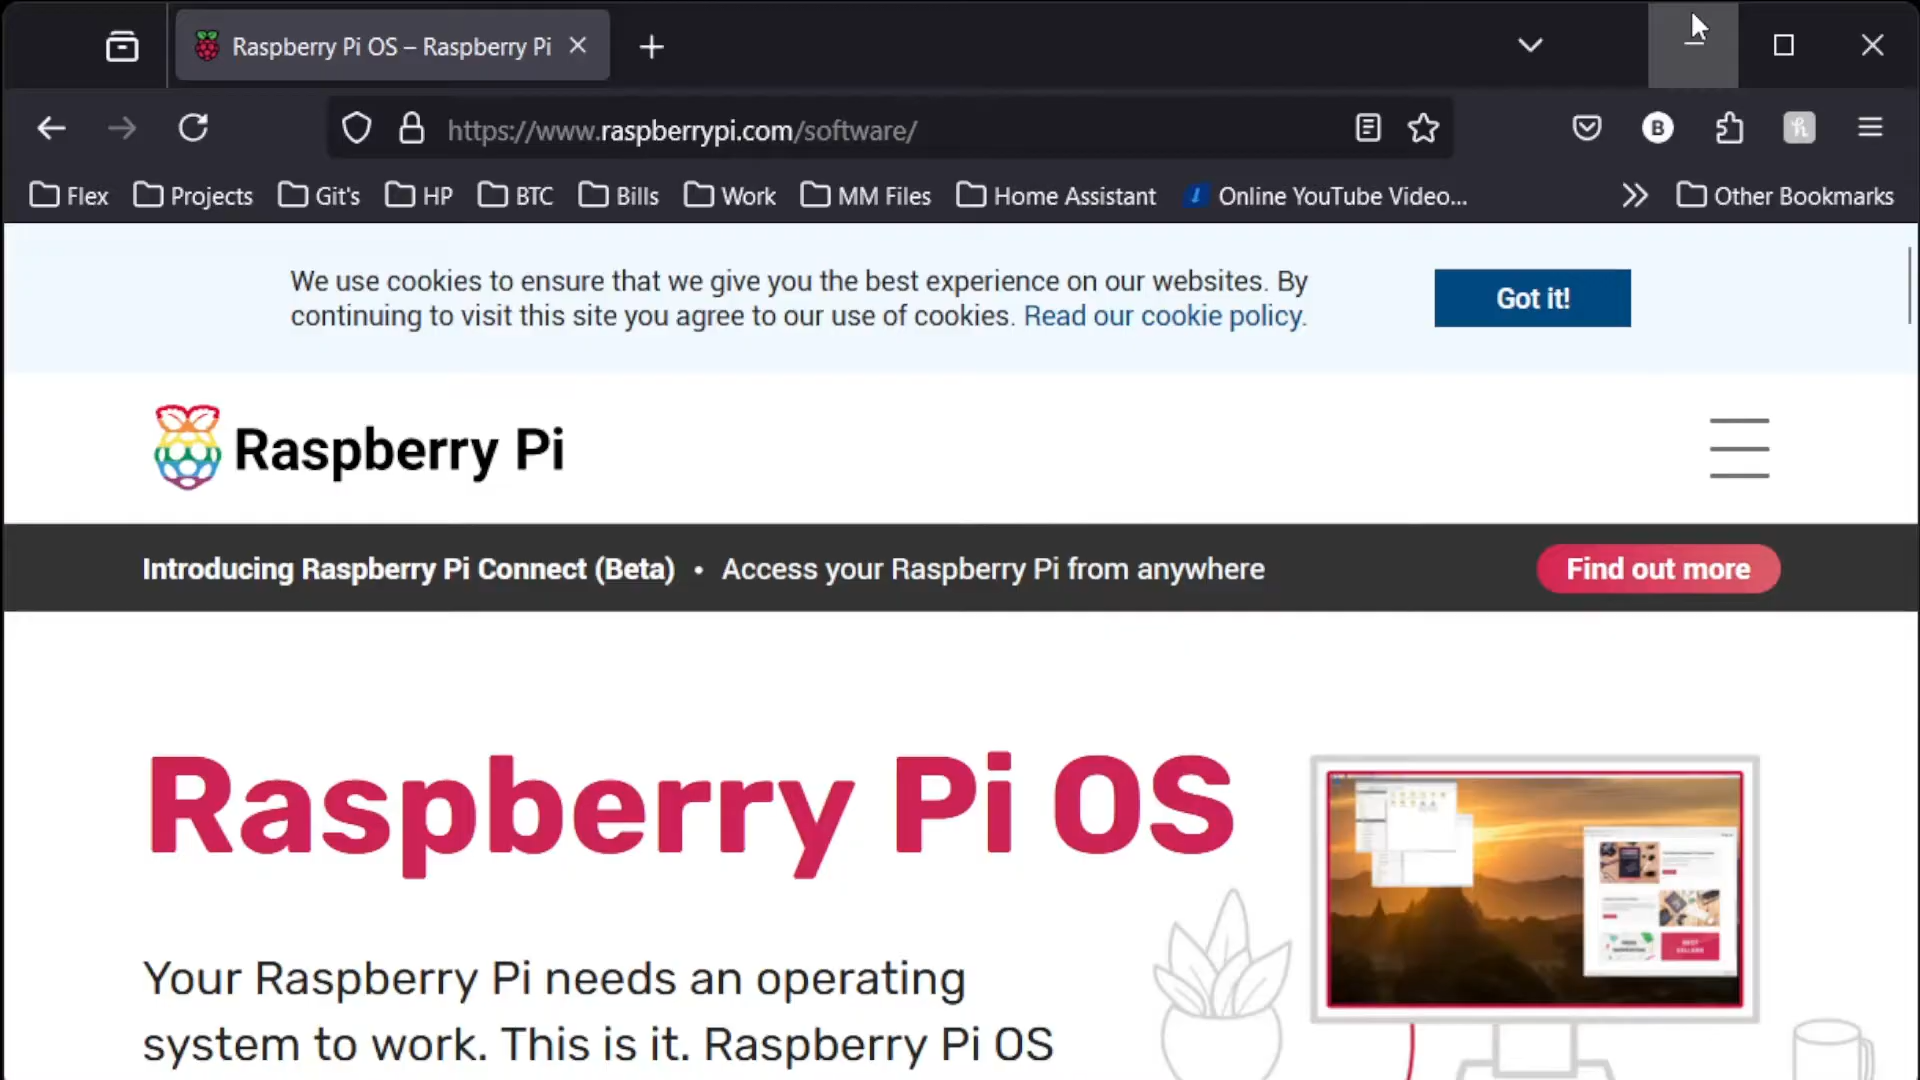 Raspberry Pi OS – Raspberry Pi
https://www.raspberrypi.com/software/
B
Flex
Projects
Git's
HP
BTC
Bills
Work
MM Files
Home Assistant
Online YouTube Video...
Other Bookmarks
We use cookies to ensure that we give you the best experience on our websites. By
continuing to visit this site you agree to our use of cookies. Read our cookie policy.
Got it!
Raspberry Pi
Introducing Raspberry Pi Connect (Beta) • Access your Raspberry Pi from anywhere
Find out more
Raspberry Pi OS
Your Raspberry Pi needs an operating
system to work. This is it. Raspberry Pi OS